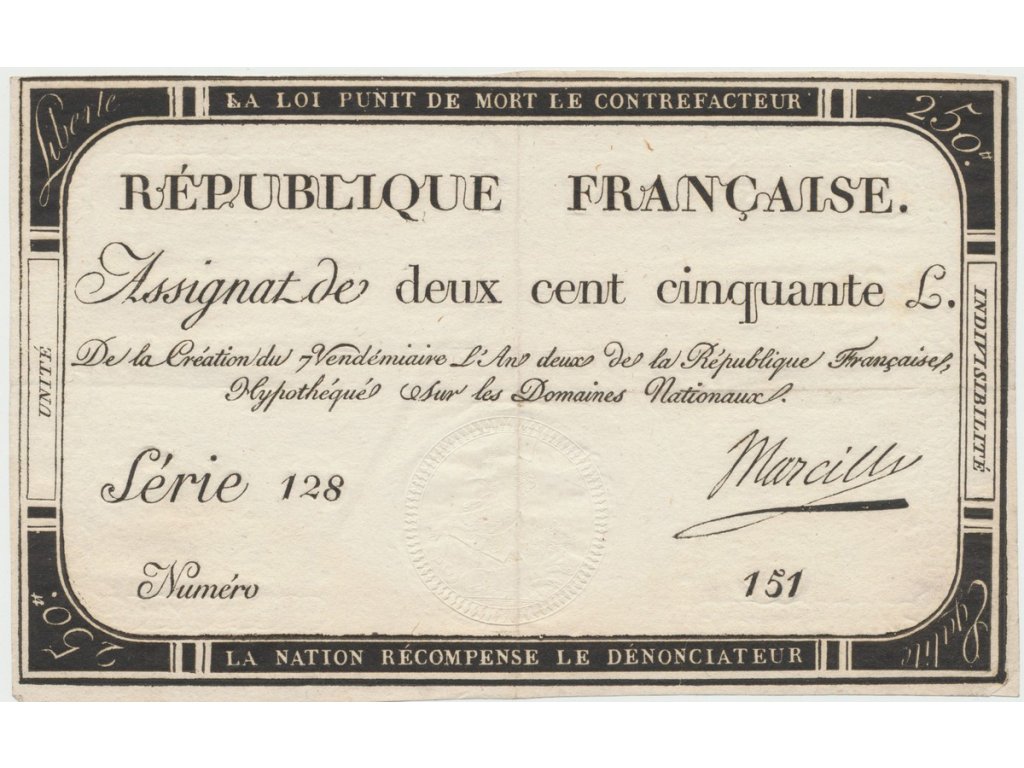 Liberté
LA LOI PUNIT DE MORT LE CONTREFACTEUR
250.tt
RÉPUBLIQUE FRANÇAISE.
Assignat de deux cent cinquante L.
De la Création du 7 Vendémiaire L'An deux de la République Française,
Hypothéqué sur les Domaines Nationaux.
UNITÉ
INDIVISIBILITÉ
Série 128
Marcilly
Numéro 151
250.tt
LA NATION RÉCOMPENSE LE DÉNONCIATEUR
Egalité